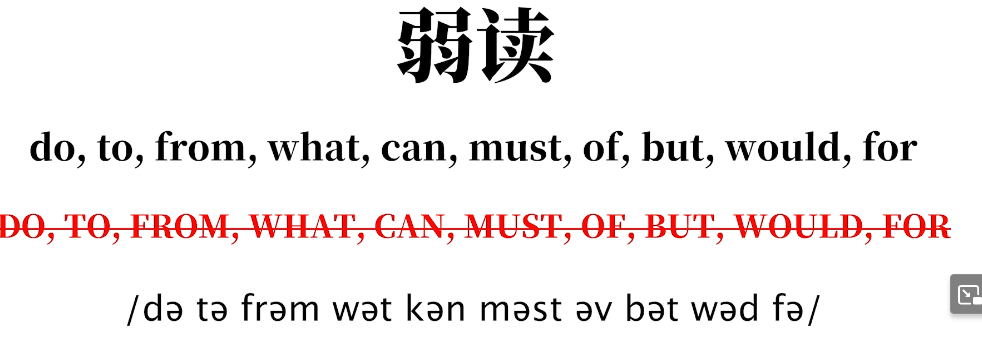 弱读
do, to, from, what, can, must, of, but, would, for
DO, TO, FROM, WHAT, CAN, MUST, OF, BUT, WOULD, FOR
/də tə frəm wət kən məst əv bət wəd fə/